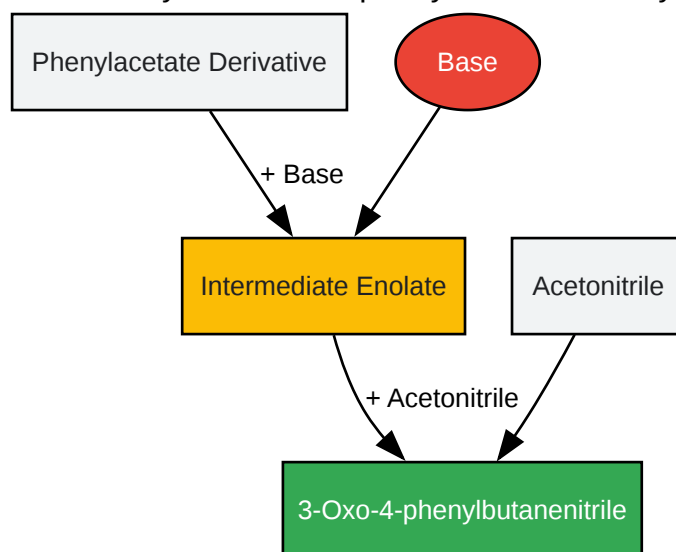 Phenylacetate Derivative
Base
+ Base
Intermediate Enolate
Acetonitrile
+ Acetonitrile
3-Oxo-4-phenylbutanenitrile